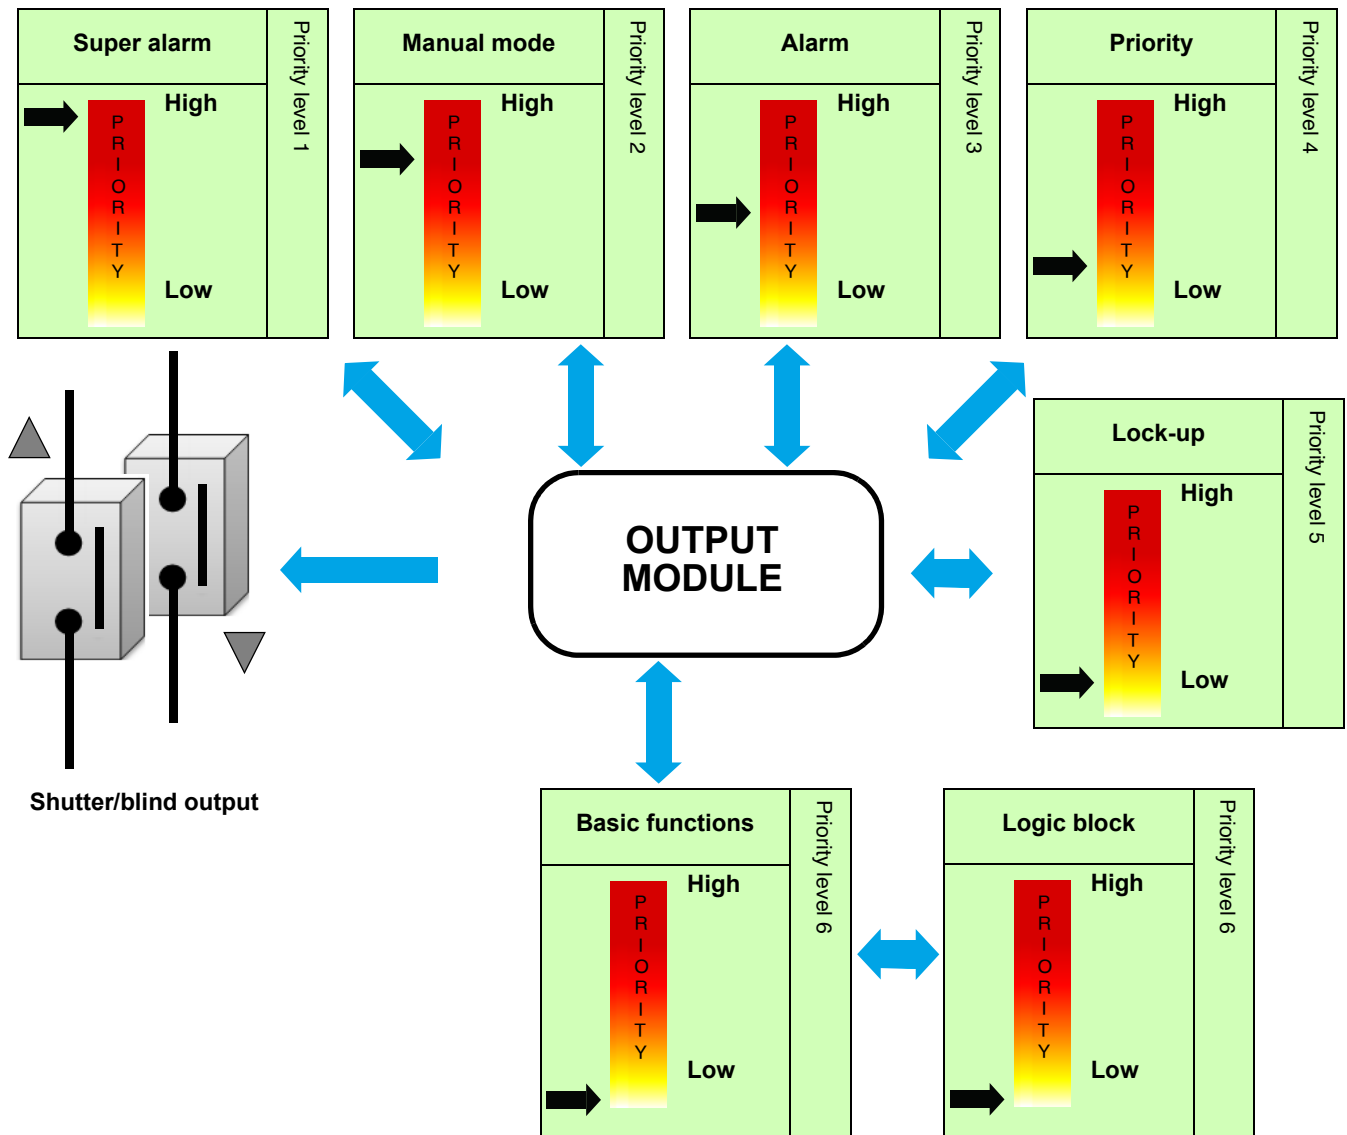 Super alarm
Priority level 1
High
PRIORITY
Low
Manual mode
Priority level 2
High
PRIORITY
Low
Alarm
Priority level 3
High
PRIORITY
Low
Priority
Priority level 4
High
PRIORITY
Low
Lock-up
Priority level 5
High
PRIORITY
Low
OUTPUT
MODULE
Shutter/blind output
Basic functions
Priority level 6
High
PRIORITY
Low
Logic block
Priority level 6
High
PRIORITY
Low